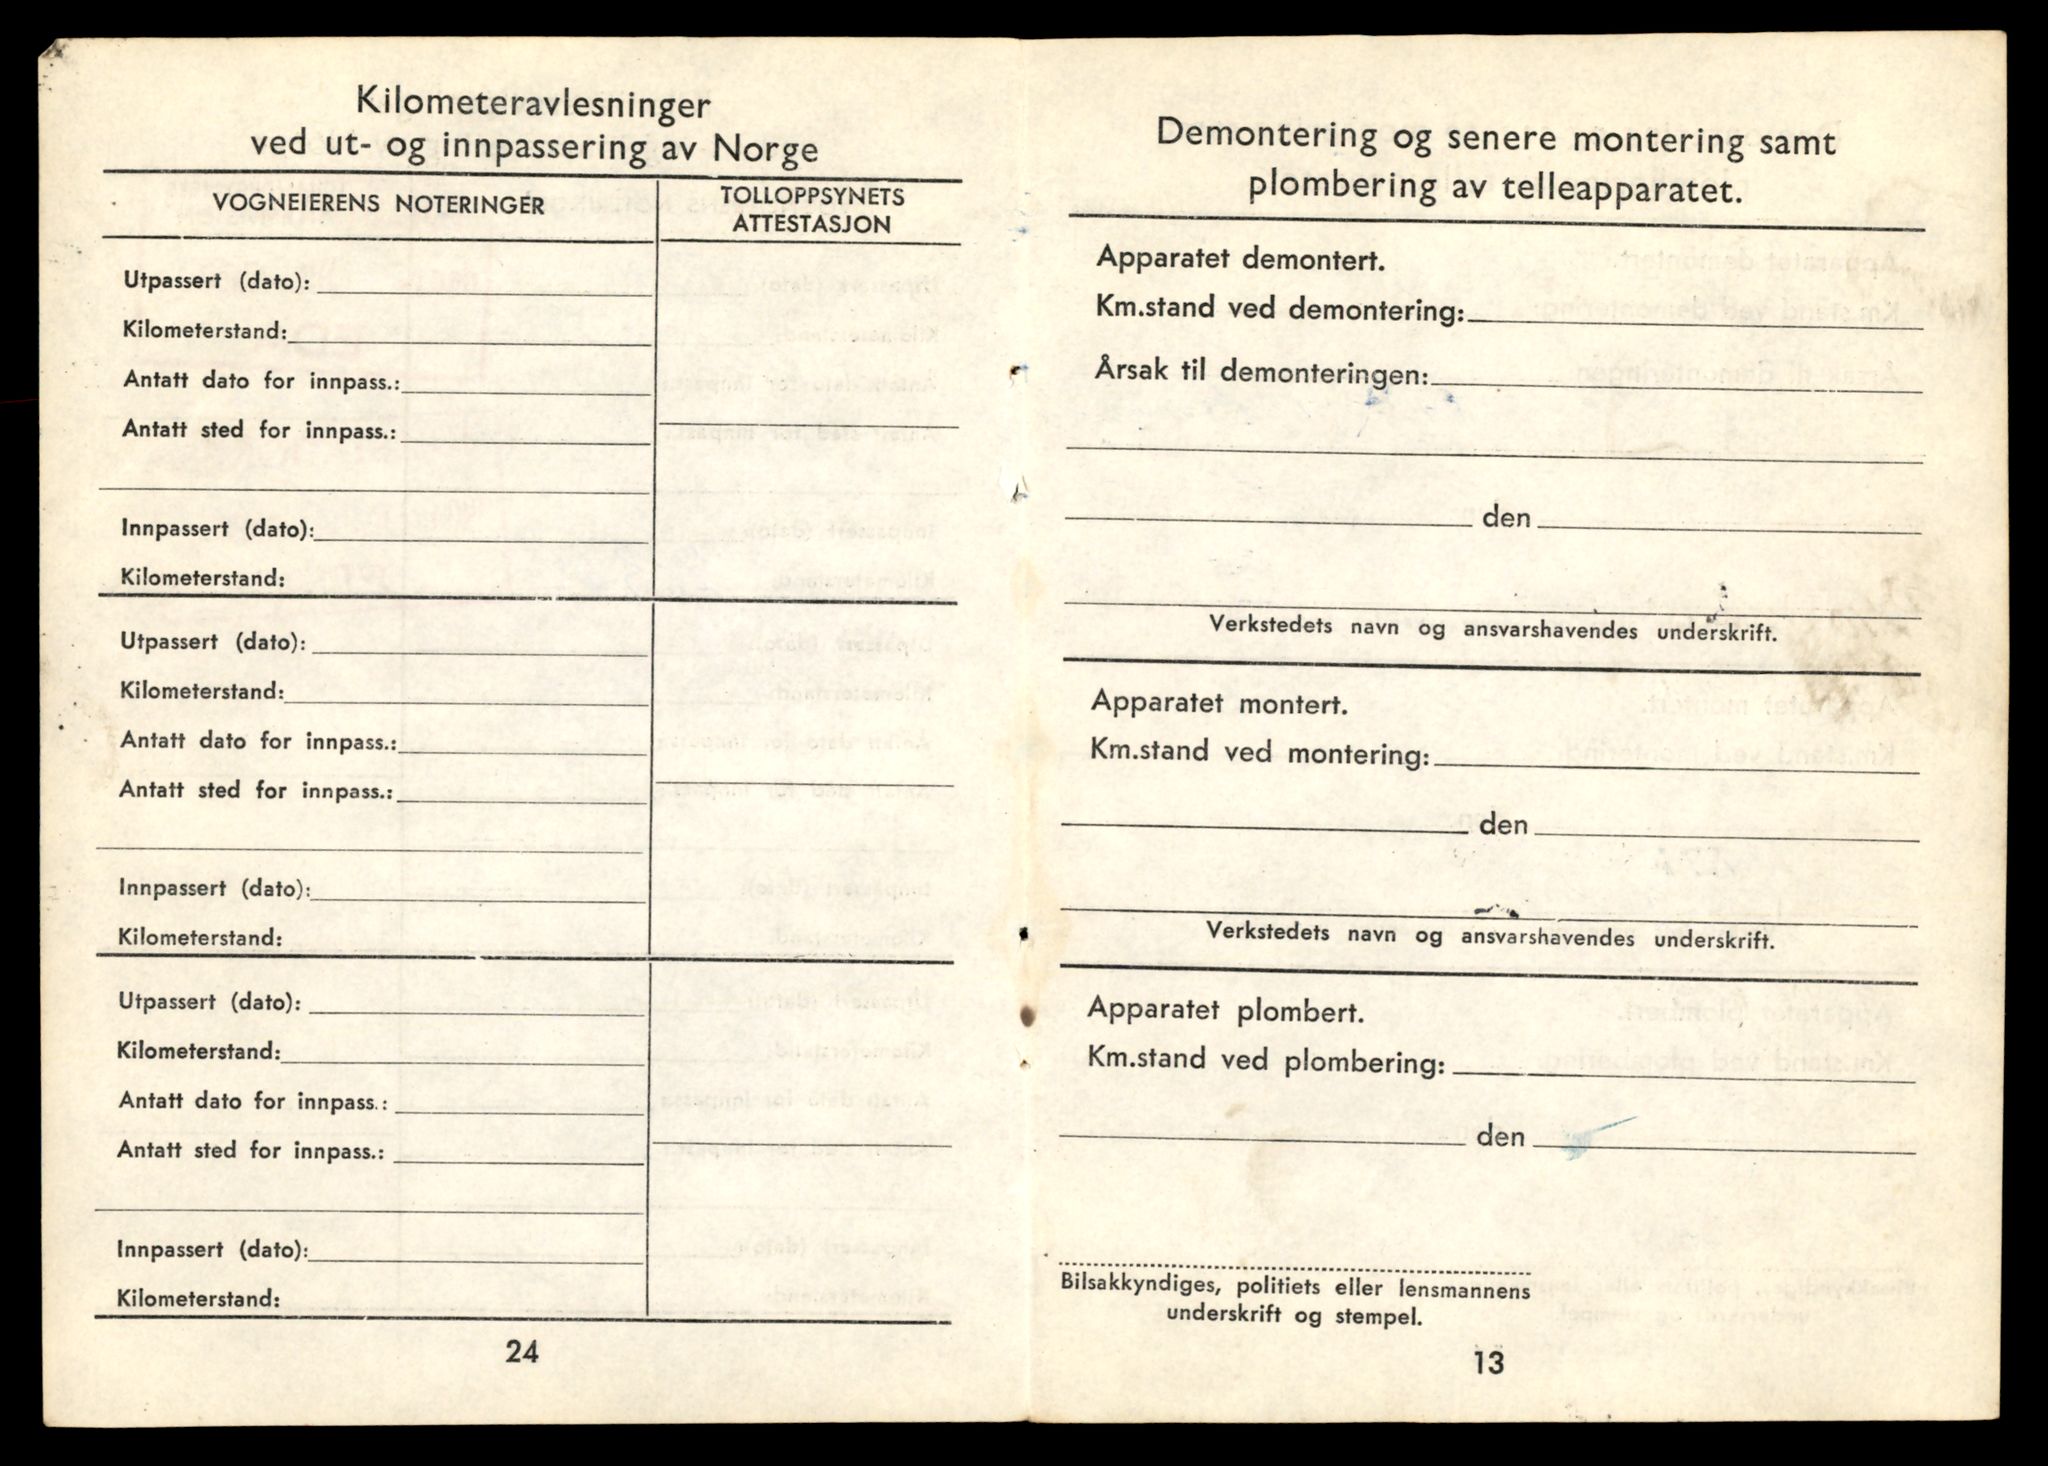 Kilometeravlesninger
ved ut- og innpassering av Norge
VOGNEIERENS NOTERINGER
TOLLOPPSYNETS
ATTESTASJON
Utpassert (dato):
Kilometerstand:
Antatt dato for innpass.:
Antatt sted for innpass.:
Innpassert (dato):
Kilometerstand:
Utpassert (dato):
Kilometerstand:
Antatt dato for innpass.:
Antatt sted for innpass.:
Innpassert (dato):
Kilometerstand:
Utpassert (dato):
Kilometerstand:
Antatt dato for innpass.:
Antatt sted for innpass.:
Innpassert (dato):
Kilometerstand:
24
Demontering og senere montering samt
plombering av telleapparatet.
Apparatet demontert.
Km.stand ved demontering:
Årsak til demonteringen:
den
Verkstedets navn og ansvarshavendes underskrift.
Apparatet montert.
Km.stand ved montering:
den
Verkstedets navn og ansvarshavendes underskrift.
Apparatet plombert.
Km.stand ved plombering:
den
Bilsakkyndiges, politiets eller lensmannens
underskrift og stempel.
13